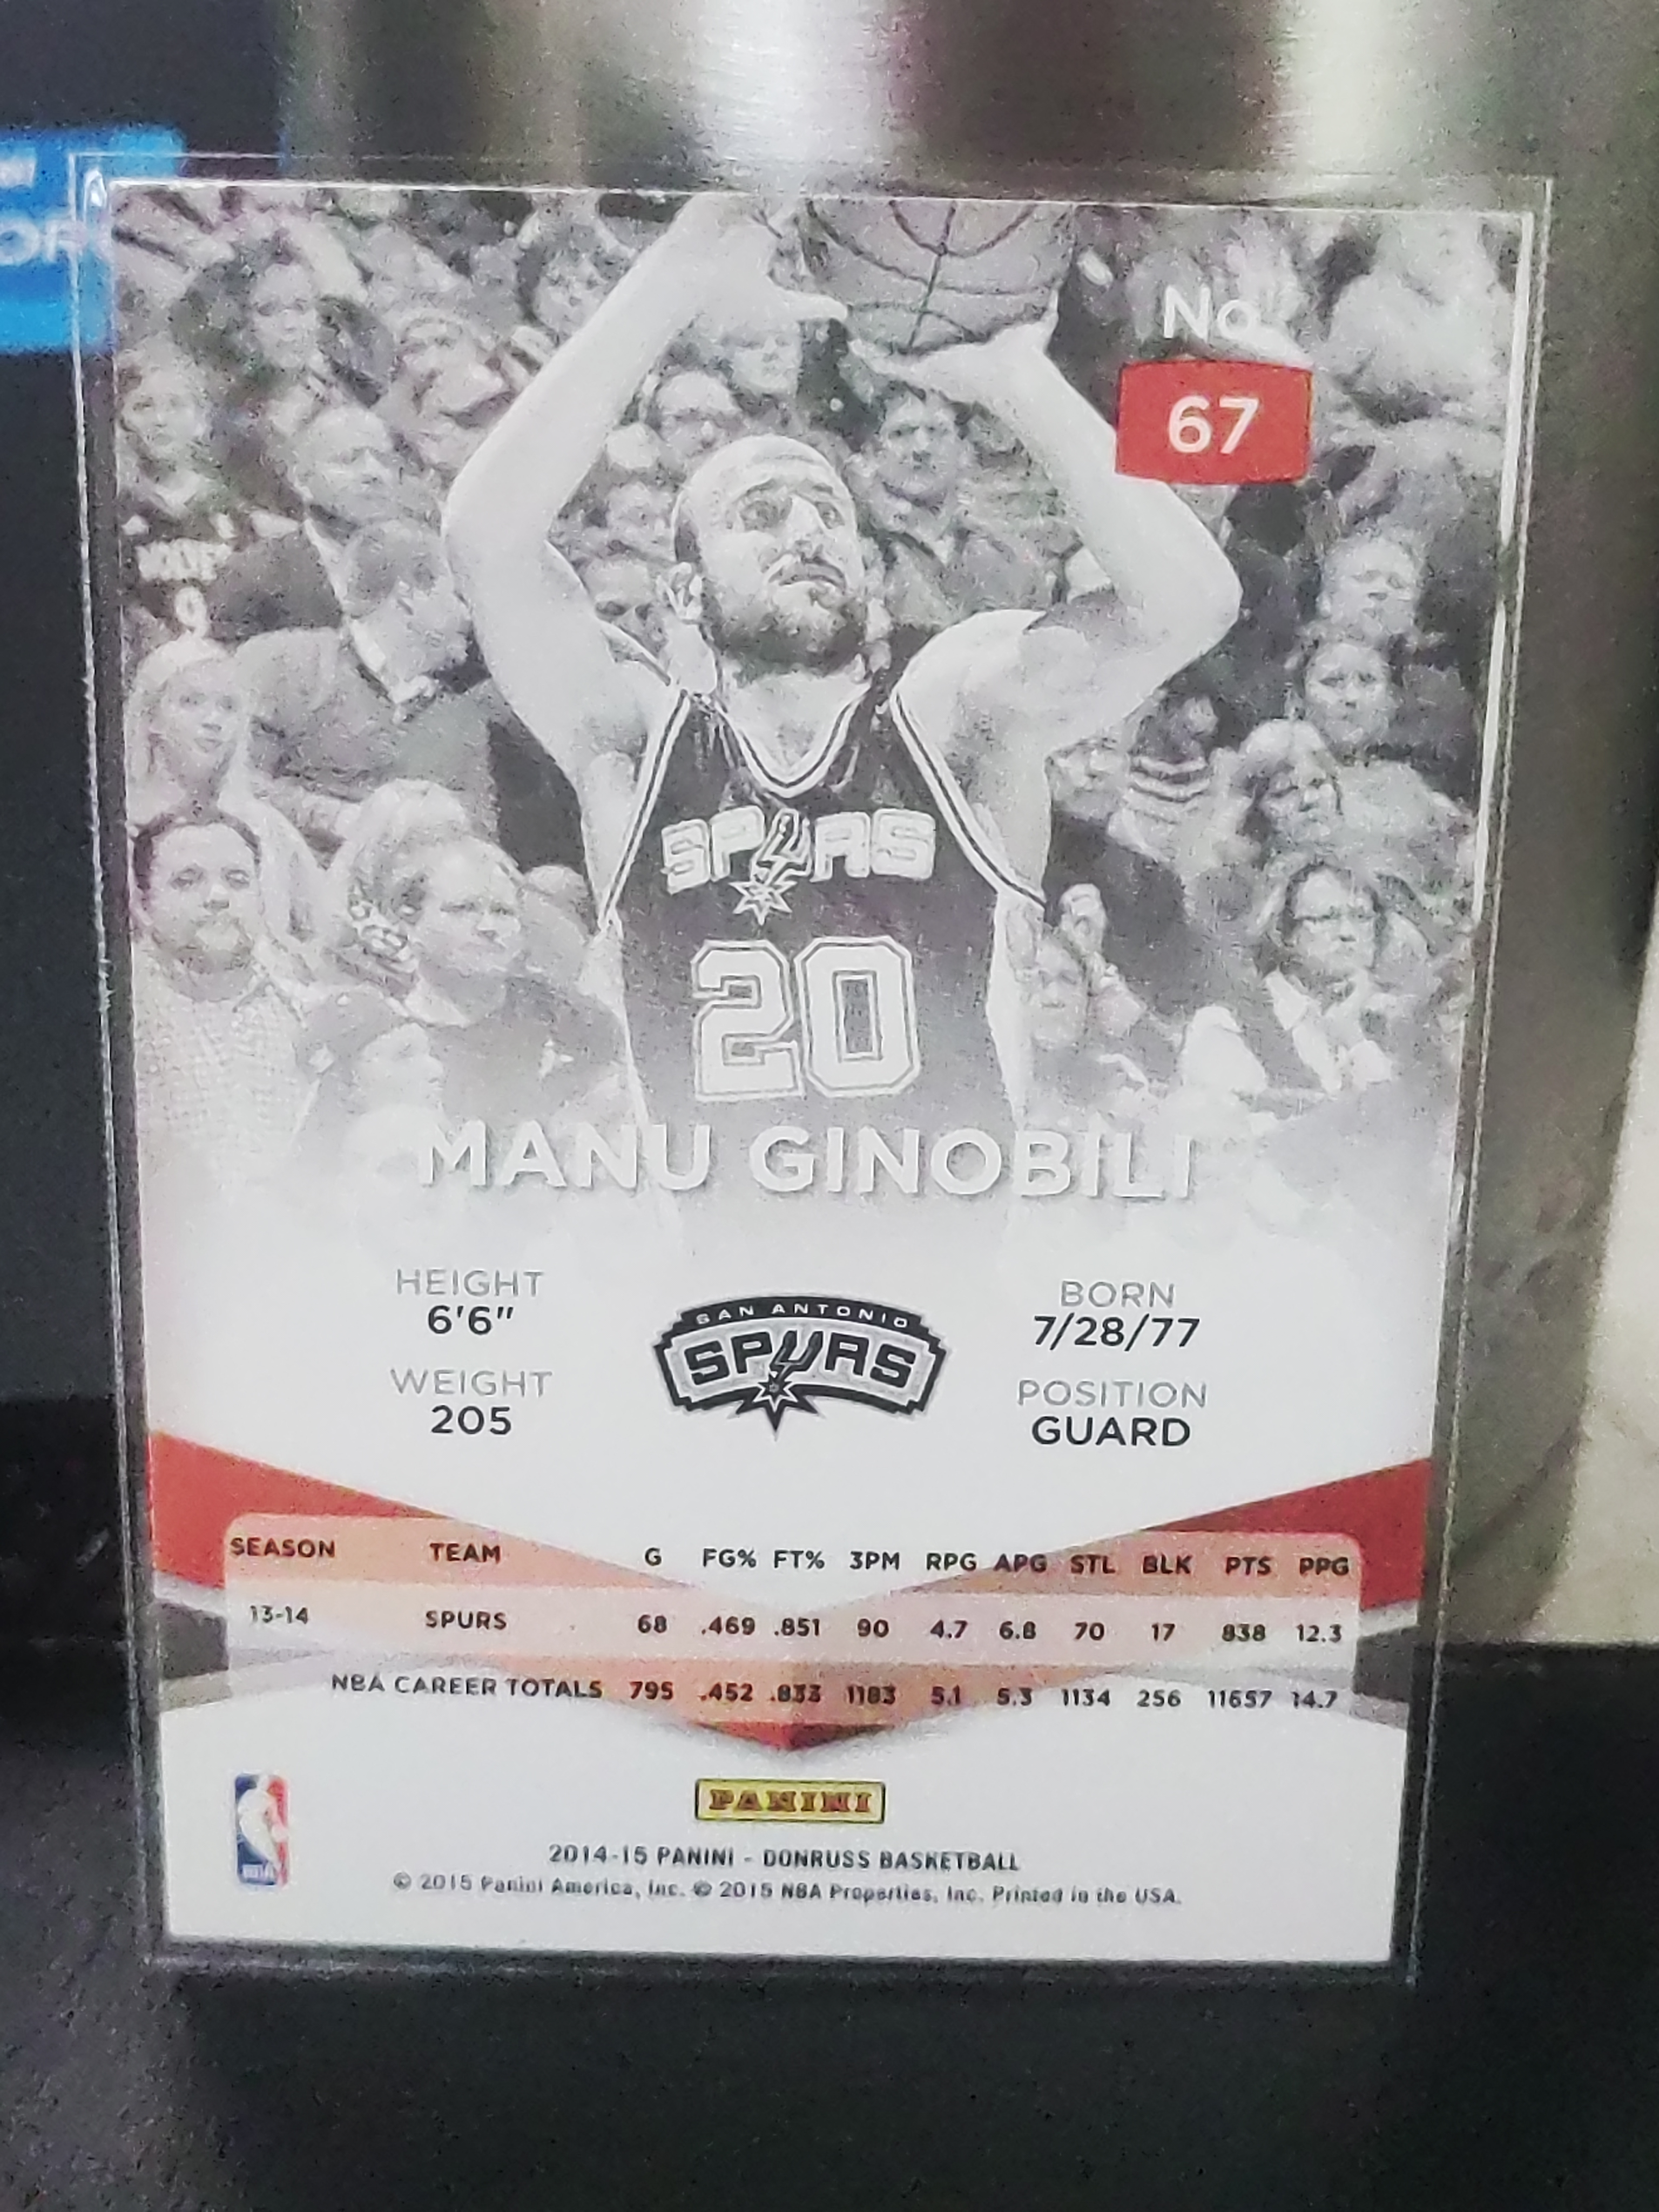 No
67
SPURS
20
MANU GINOBILI
HEIGHT
6'6"
WEIGHT
205
SAN ANTONIO
SPURS
BORN
7/28/77
POSITION
GUARD
SEASON TEAM G FG% FT% 3PM RPG APG STL BLK PTS PPG
13-14 SPURS 68 .469 .851 90 4.7 6.8 70 17 838 12.3
NBA CAREER TOTALS 795 .452 .833 1183 5.1 5.3 1134 256 11657 14.7
NBA
PANINI
2014-15 PANINI - DONRUSS BASKETBALL
© 2015 Panini America, Inc. © 2015 NBA Properties, Inc. Printed in the USA.